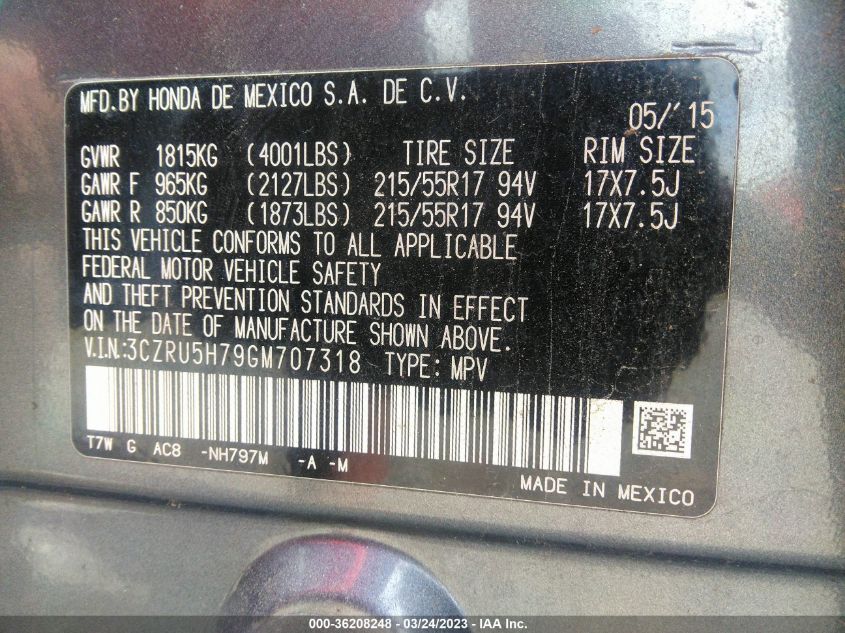 MFD.BY HONDA DE MEXICO S.A. DE C.V.
05/'15
GVWR 1815KG (4001LBS) TIRE SIZE RIM SIZE
GAWR F 965KG (2127LBS) 215/55R17 94V 17X7.5J
GAWR R 850KG (1873LBS) 215/55R17 94V 17X7.5J
THIS VEHICLE CONFORMS TO ALL APPLICABLE
FEDERAL MOTOR VEHICLE SAFETY
AND THEFT PREVENTION STANDARDS IN EFFECT
ON THE DATE OF MANUFACTURE SHOWN ABOVE.
V.I.N:3CZRU5H79GM707318 TYPE: MPV
T7W G AC8 -NH797M -A -M
MADE IN MEXICO
000-36208248 - 03/24/2023 - IAA Inc.